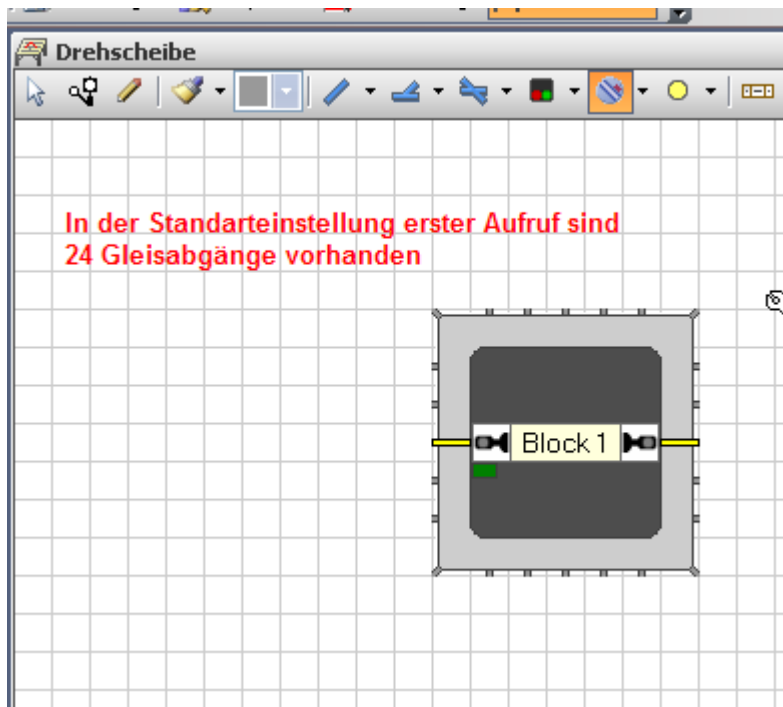 Drehscheibe
In der Standarteinstellung erster Aufruf sind
24 Gleisabgänge vorhanden
Block 1